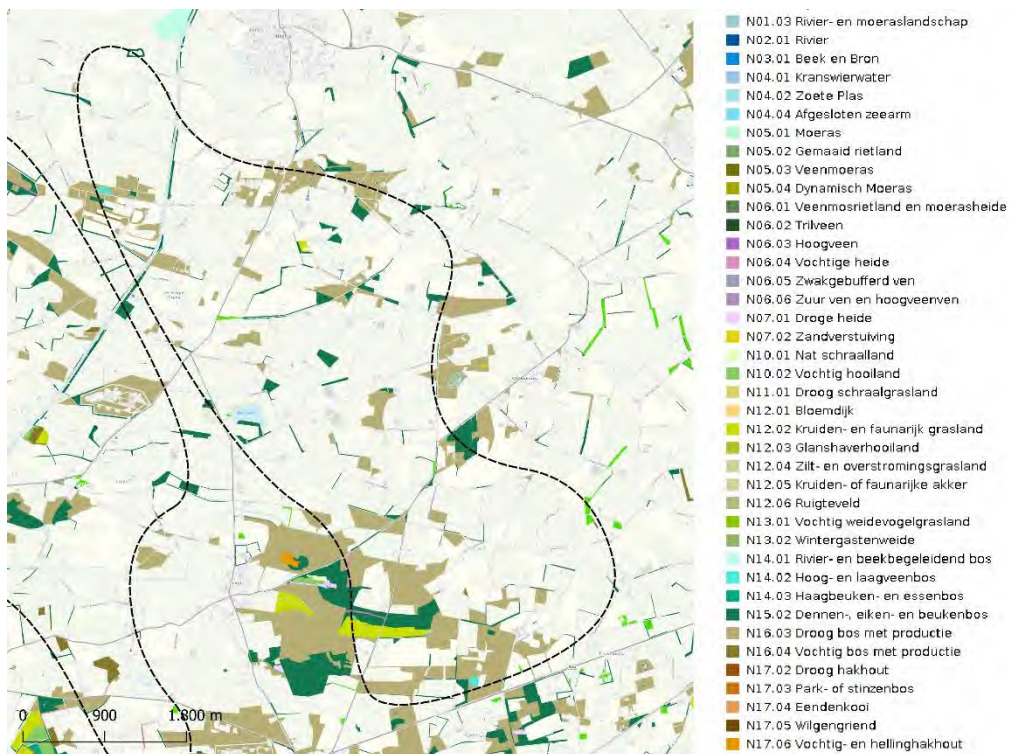 N01.03 Rivier- en moeraslandschap
N02.01 Rivier
N03.01 Beek en Bron
N04.01 Kranswierwater
N04.02 Zoete Plas
N04.04 Afgesloten zeearm
N05.01 Moeras
N05.02 Gemaaid rietland
N05.03 Veenmoeras
N05.04 Dynamisch Moeras
N06.01 Veenmosrietland en moerasheide
N06.02 Trilveen
N06.03 Hoogveen
N06.04 Vochtige heide
N06.05 Zwakgebufferd ven
N06.06 Zuur ven en hoogveenven
N07.01 Droge heide
N07.02 Zandverstuiving
N10.01 Nat schraalland
N10.02 Vochtig hooiland
N11.01 Droog schraalgrasland
N12.01 Bloemdijk
N12.02 Kruiden- en faunarijk grasland
N12.03 Glanshaverhooiland
N12.04 Zilt- en overstromingsgrasland
N12.05 Kruiden- of faunarijke akker
N12.06 Ruigteveld
N13.01 Vochtig weidevogelgrasland
N13.02 Wintergastenweide
N14.01 Rivier- en beekbegeleidend bos
N14.02 Hoog- en laagveenbos
N14.03 Haagbeuken- en essenbos
N15.02 Dennen-, eiken- en beukenbos
N16.03 Droog bos met productie
N16.04 Vochtig bos met productie
N17.02 Droog hakhout
N17.03 Park- of stinzenbos
N17.04 Eendenkooi
N17.05 Wilgengriend
N17.06 Vochtig- en hellinghakhout
0 900 1.800 m